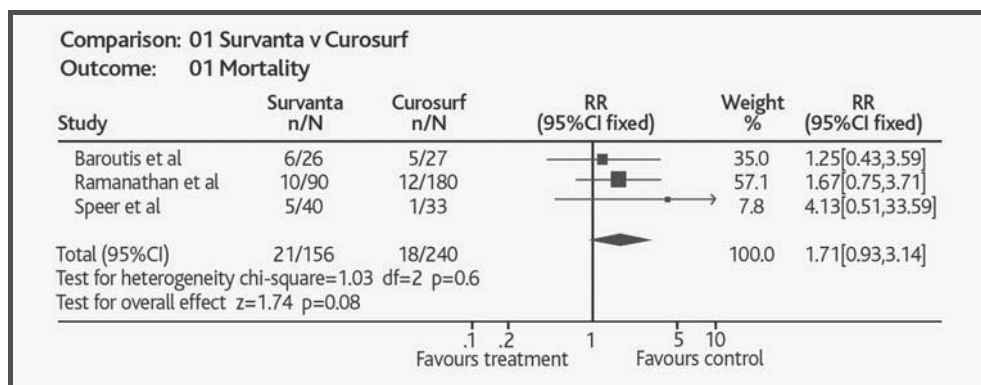 Comparison: 01 Survanta v Curosurf
Outcome: 01 Mortality
Survanta Curosurf RR Weight RR
Study n/N n/N (95%CI fixed) % (95%CI fixed)
Baroutis et al 6/26 5/27 35.0 1.25[0.43,3.59]
Ramanathan et al 10/90 12/180 57.1 1.67[0.75,3.71]
Speer et al 5/40 1/33 7.8 4.13[0.51,33.59]
Total (95%CI) 21/156 18/240 100.0 1.71[0.93,3.14]
Test for heterogeneity chi-square=1.03 df=2 p=0.6
Test for overall effect z=1.74 p=0.08
.1 .2 1 5 10
Favours treatment Favours control